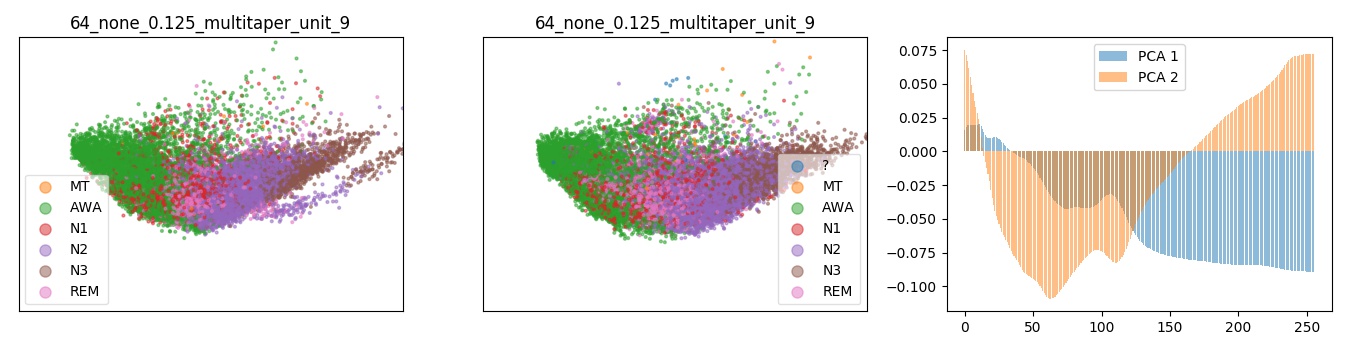 64_none_0.125_multitaper_unit_9
MT
AWA
N1
N2
N3
REM
64_none_0.125_multitaper_unit_9
?
MT
AWA
N1
N2
N3
REM
PCA 1
PCA 2
0.075
0.050
0.025
0.000
−0.025
−0.050
−0.075
−0.100
0 50 100 150 200 250